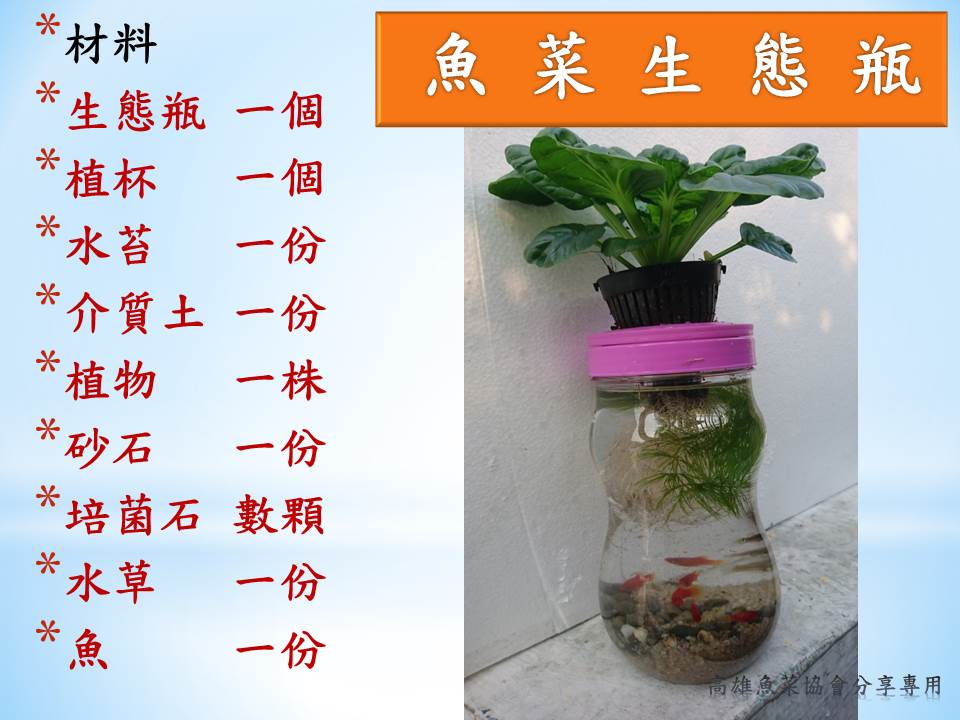 魚菜生態瓶
*材料
*生態瓶 一個
*植杯 一個
*水苔 一份
*介質土 一份
*植物 一株
*砂石 一份
*培菌石 數顆
*水草 一份
*魚 一份
高雄魚菜協會分享專用